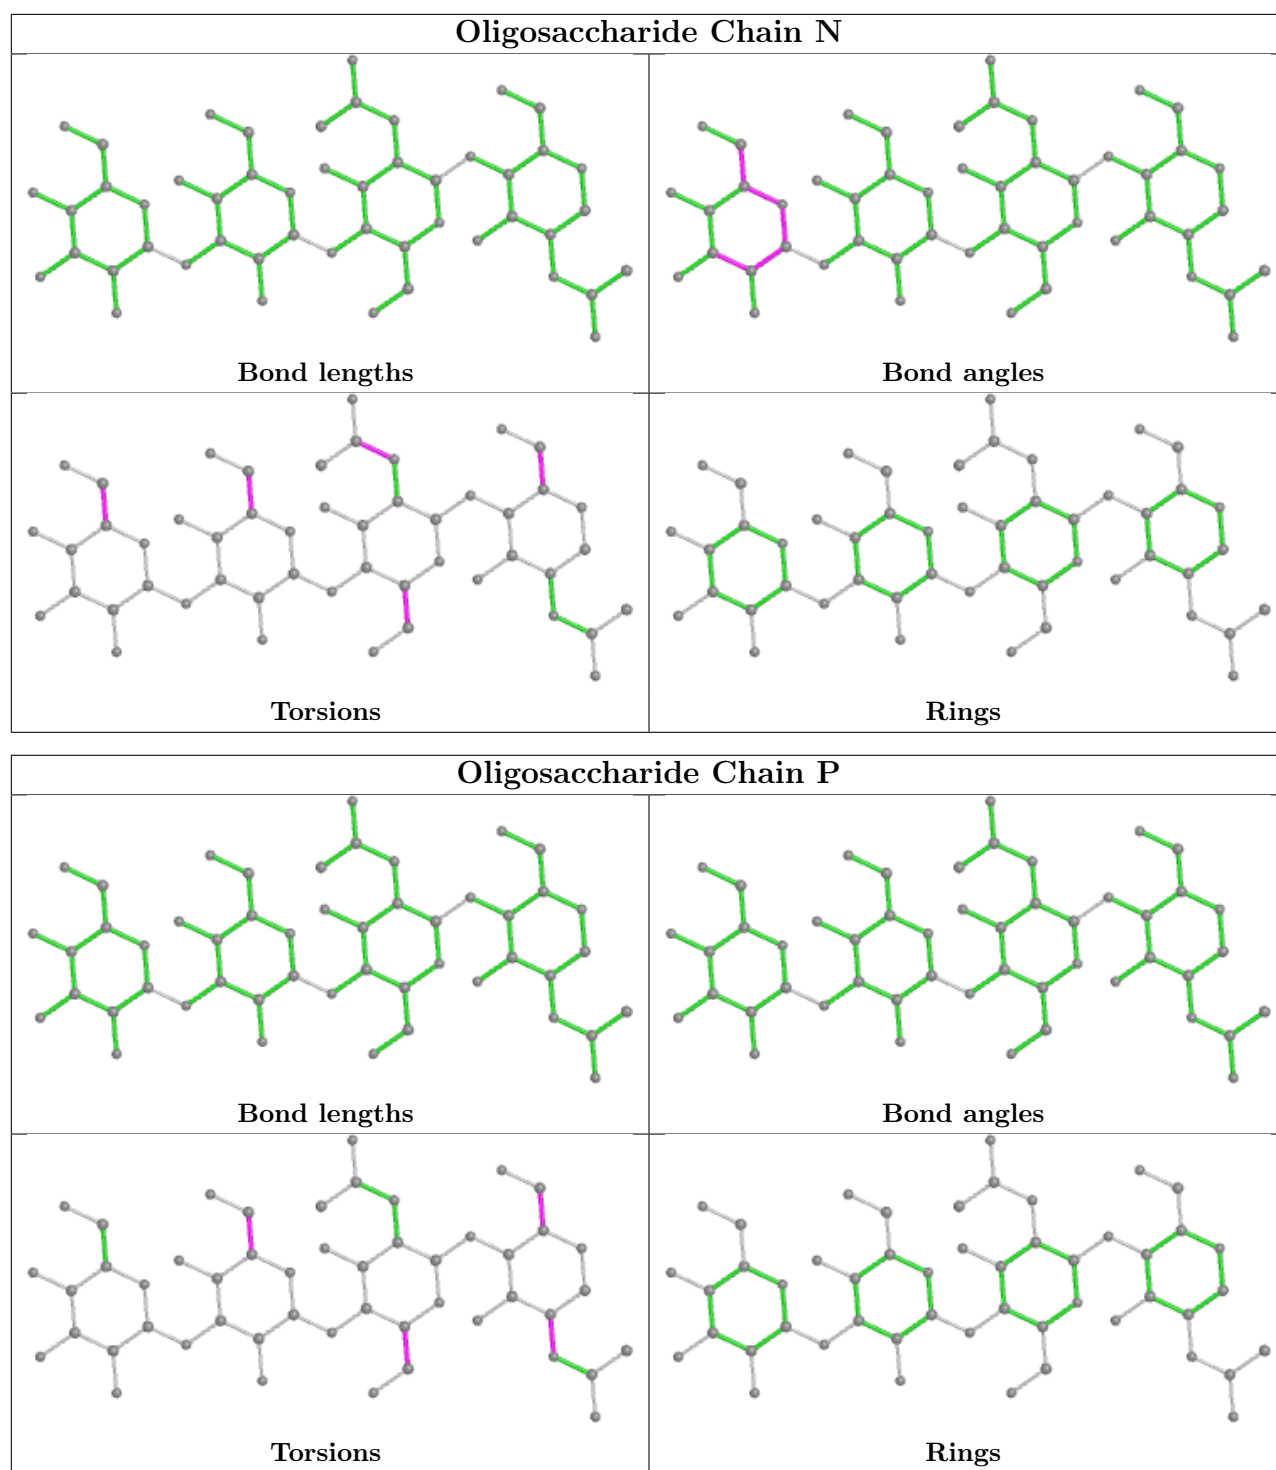 Oligosaccharide Chain N
Bond lengths
Bond angles
Torsions
Rings
Oligosaccharide Chain P
Bond lengths
Bond angles
Torsions
Rings